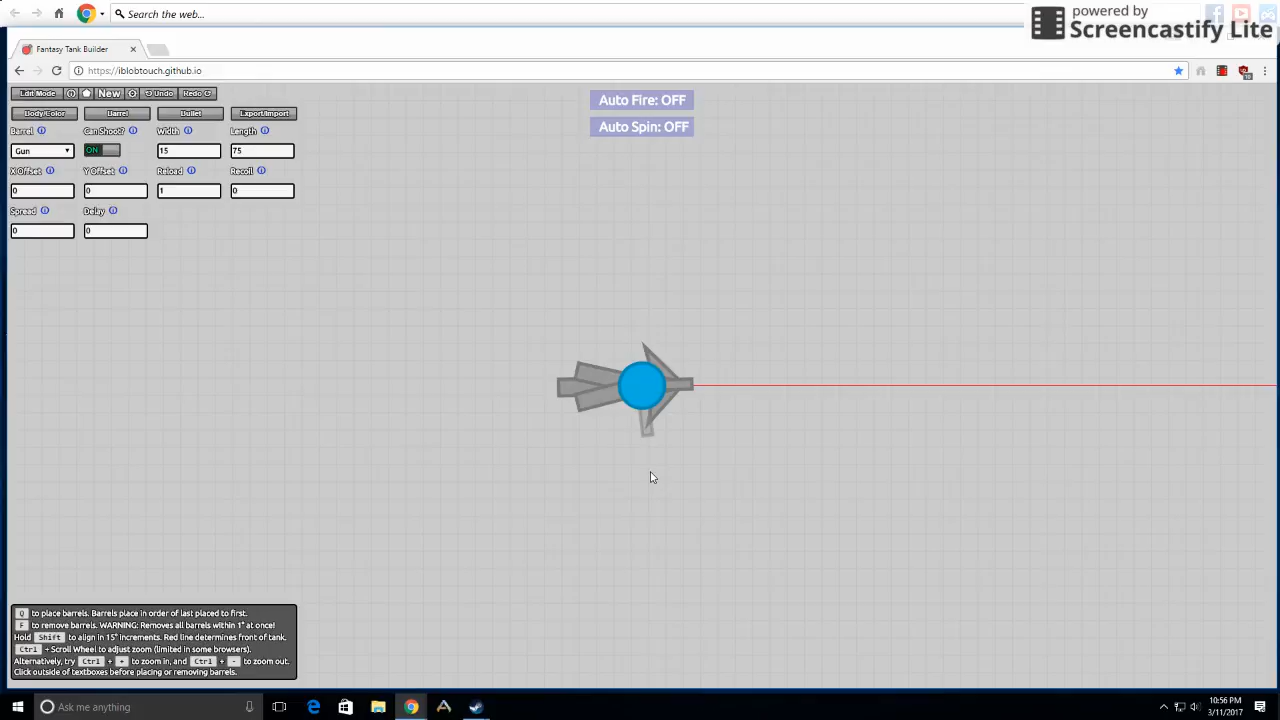 Search the web...
powered by
Screencastify Lite
Fantasy Tank Builder
https://iblobtouch.github.io
Edit Mode New Undo Redo
Auto Fire: OFF
Body/Color Barrel Bullet Export/Import
Auto Spin: OFF
Barrel Can Shoot? Width Length
Gun ON 15 75
X Offset Y Offset Reload Recoil
0 0 1 0
Spread Delay
0 0
Q to place barrels. Barrels place in order of last placed to first.
F to remove barrels. WARNING: Removes all barrels within 1° at once!
Hold Shift to align in 15° increments. Red line determines front of tank.
Ctrl + Scroll Wheel to adjust zoom (limited in some browsers).
Alternatively, try Ctrl + + to zoom in, and Ctrl + - to zoom out.
Click outside of textboxes before placing or removing barrels.
Ask me anything
10:56 PM
3/11/2017